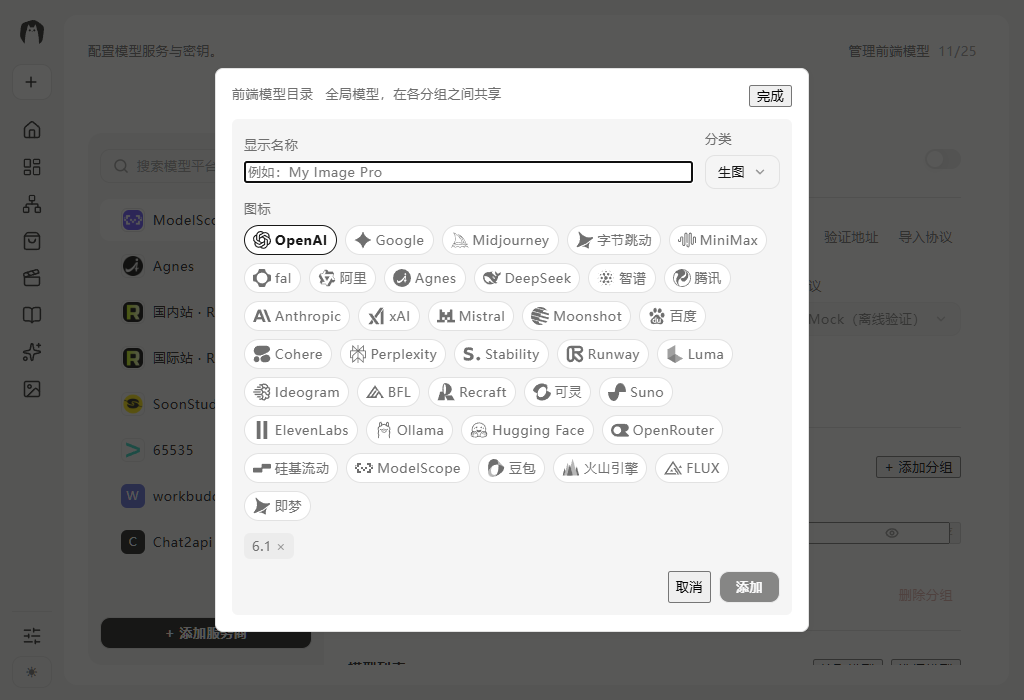 配置模型服务与密钥。
管理前端模型 11/25
前端模型目录 全局模型，在各分组之间共享
完成
显示名称
分类
例如：My Image Pro
生图
图标
OpenAI
Google
Midjourney
字节跳动
MiniMax
fal
阿里
Agnes
DeepSeek
智谱
腾讯
Anthropic
xAI
Mistral
Moonshot
百度
Cohere
Perplexity
Stability
Runway
Luma
Ideogram
BFL
Recraft
可灵
Suno
ElevenLabs
Ollama
Hugging Face
OpenRouter
硅基流动
ModelScope
豆包
火山引擎
FLUX
即梦
6.1 ×
取消
添加
搜索模型平台
ModelSco
Agnes
国内站 · R
国际站 · R
SoonStud
65535
W workbudd
C Chat2api
+ 添加服务商
验证地址
导入协议
议
Mock（离线验证）
+ 添加分组
删除分组